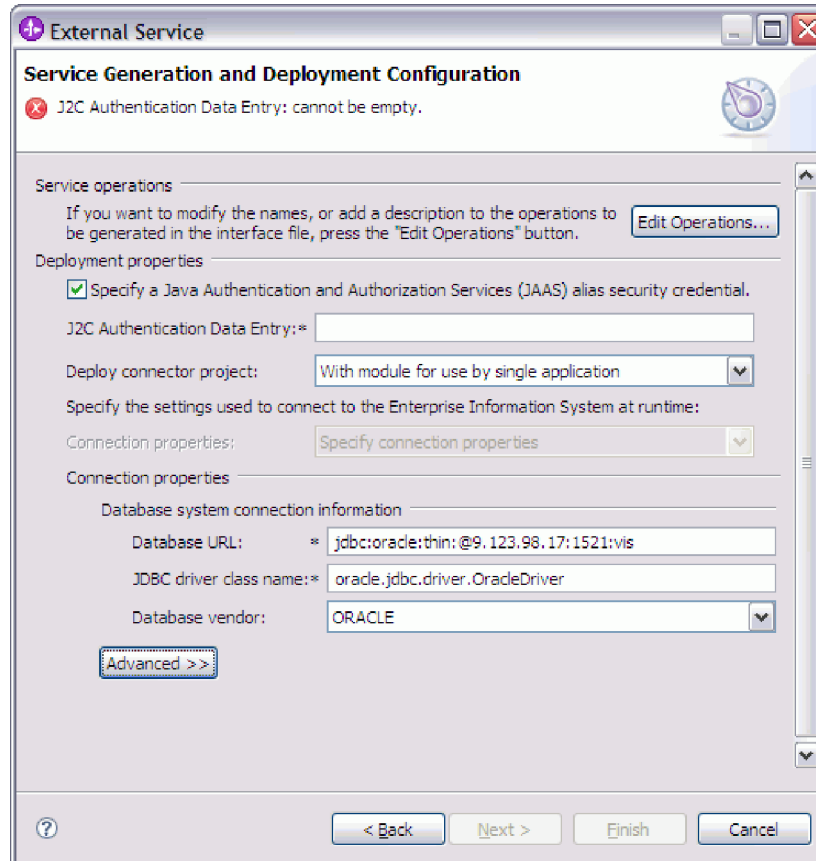 External Service
Service Generation and Deployment Configuration
J2C Authentication Data Entry: cannot be empty.
Service operations
If you want to modify the names, or add a description to the operations to
be generated in the interface file, press the "Edit Operations" button.
Edit Operations...
Deployment properties
Specify a Java Authentication and Authorization Services (JAAS) alias security credential.
J2C Authentication Data Entry:*
Deploy connector project: With module for use by single application
Specify the settings used to connect to the Enterprise Information System at runtime:
Connection properties: Specify connection properties
Connection properties
Database system connection information
Database URL: * jdbc:oracle:thin:@9.123.98.17:1521:vis
JDBC driver class name:* oracle.jdbc.driver.OracleDriver
Database vendor: ORACLE
Advanced >>
? < Back Next > Finish Cancel